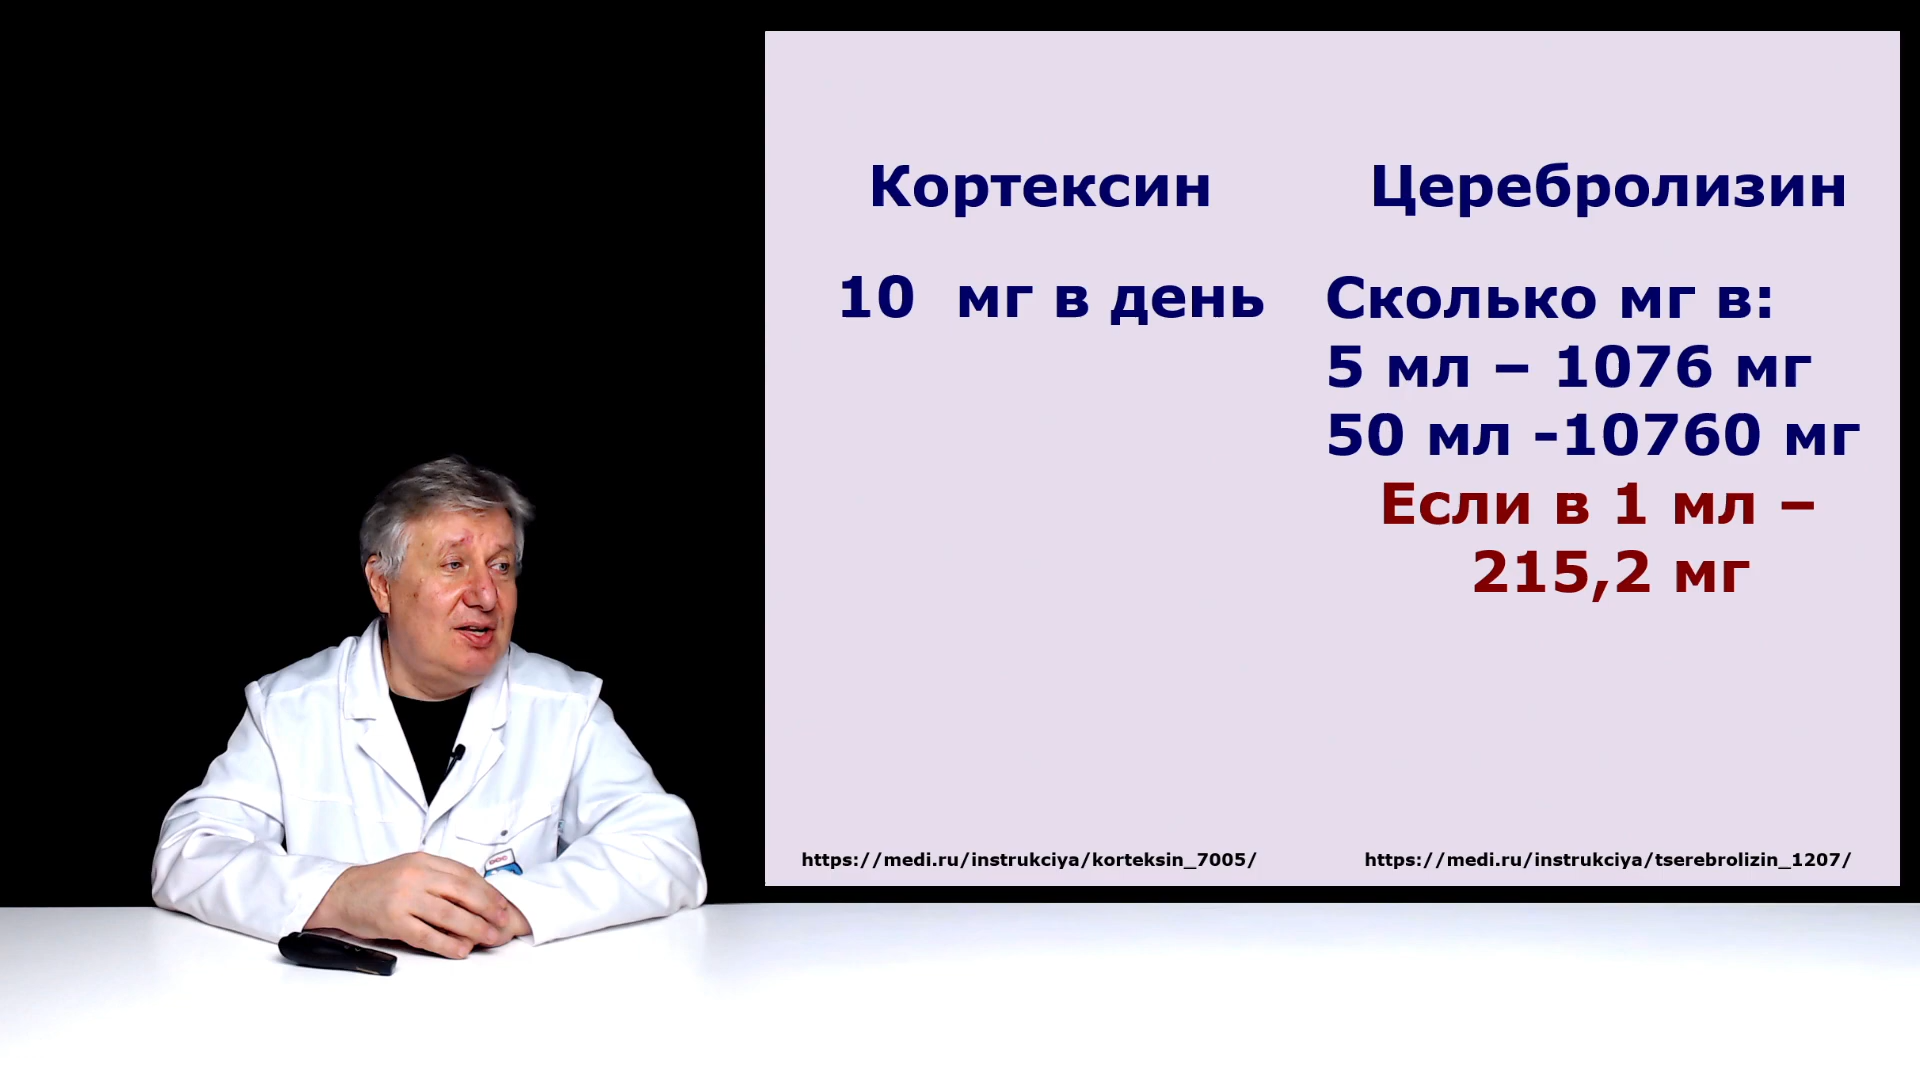 Кортексин
10 мг в день
Церебролизин
Сколько мг в:
5 мл – 1076 мг
50 мл -10760 мг
Если в 1 мл –
215,2 мг
https://medi.ru/instrukciya/korteksin_7005/
https://medi.ru/instrukciya/tserebrolizin_1207/